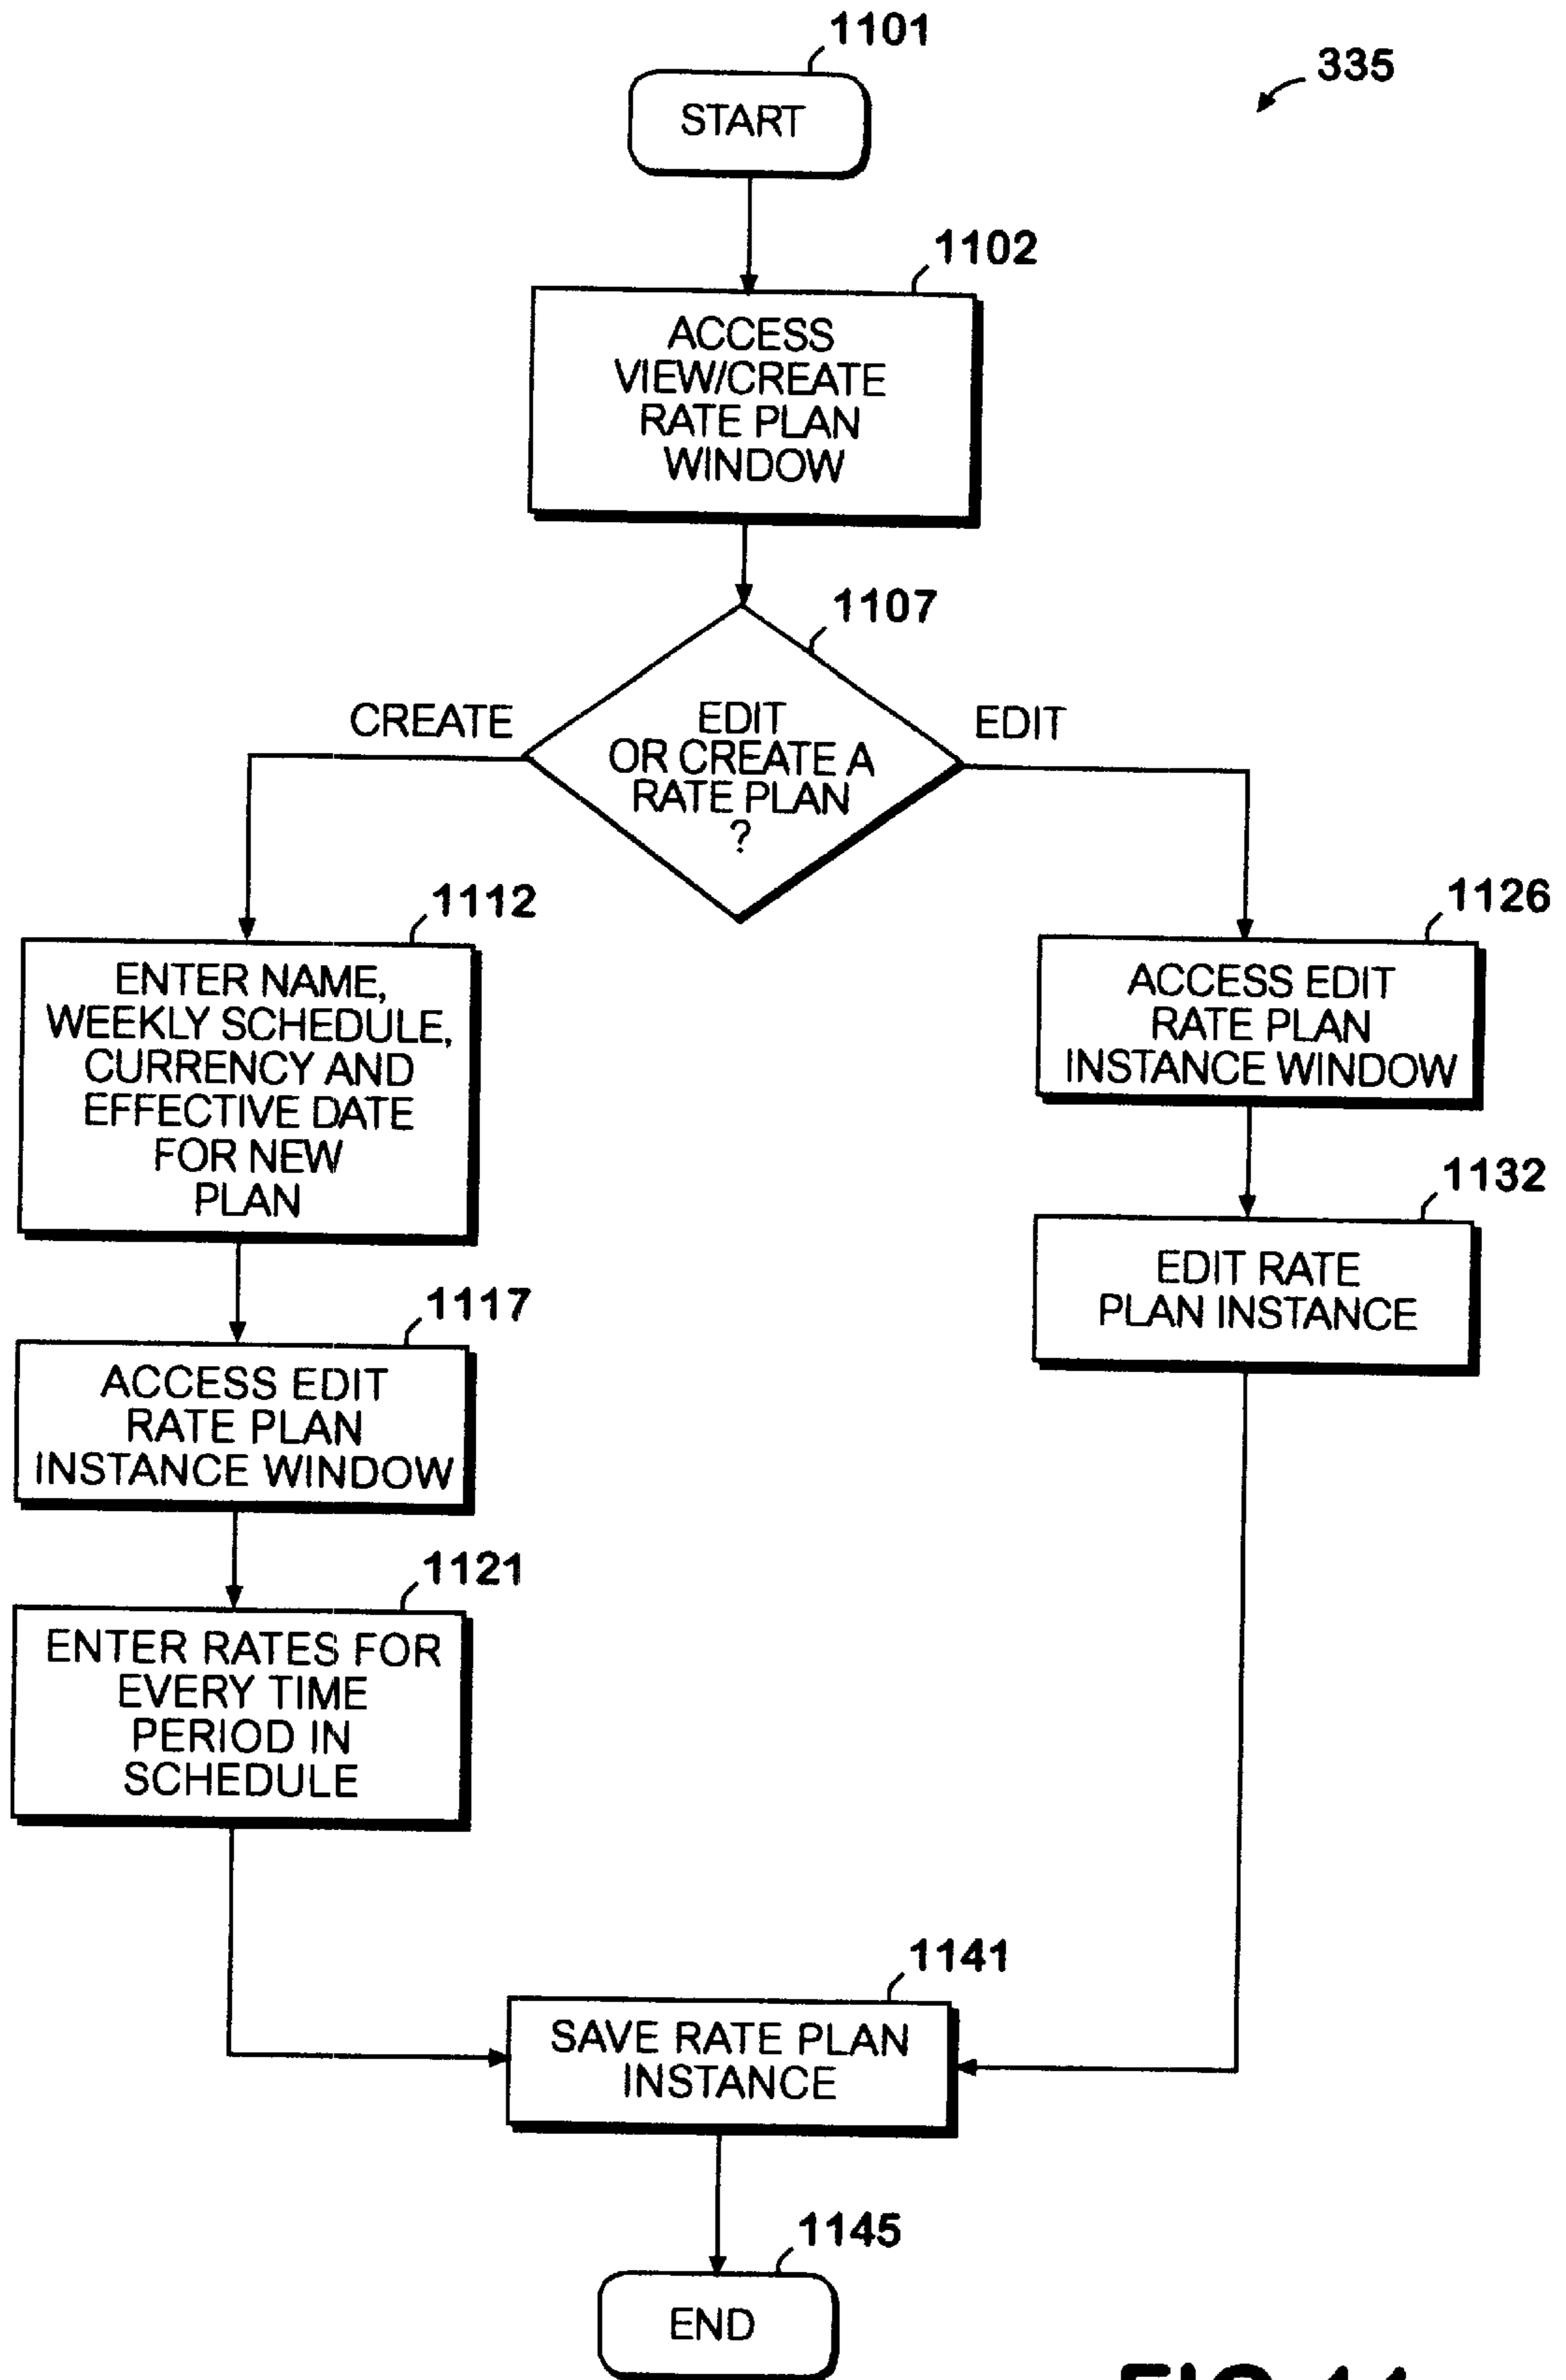 1101
335
START
1102
ACCESS
VIEW/CREATE
RATE PLAN
WINDOW
1107
CREATE
EDIT
OR CREATE A
RATE PLAN
?
EDIT
1112
ENTER NAME,
WEEKLY SCHEDULE,
CURRENCY AND
EFFECTIVE DATE
FOR NEW
PLAN
1126
ACCESS EDIT
RATE PLAN
INSTANCE WINDOW
1132
EDIT RATE
PLAN INSTANCE
1117
ACCESS EDIT
RATE PLAN
INSTANCE WINDOW
1121
ENTER RATES FOR
EVERY TIME
PERIOD IN
SCHEDULE
1141
SAVE RATE PLAN
INSTANCE
1145
END